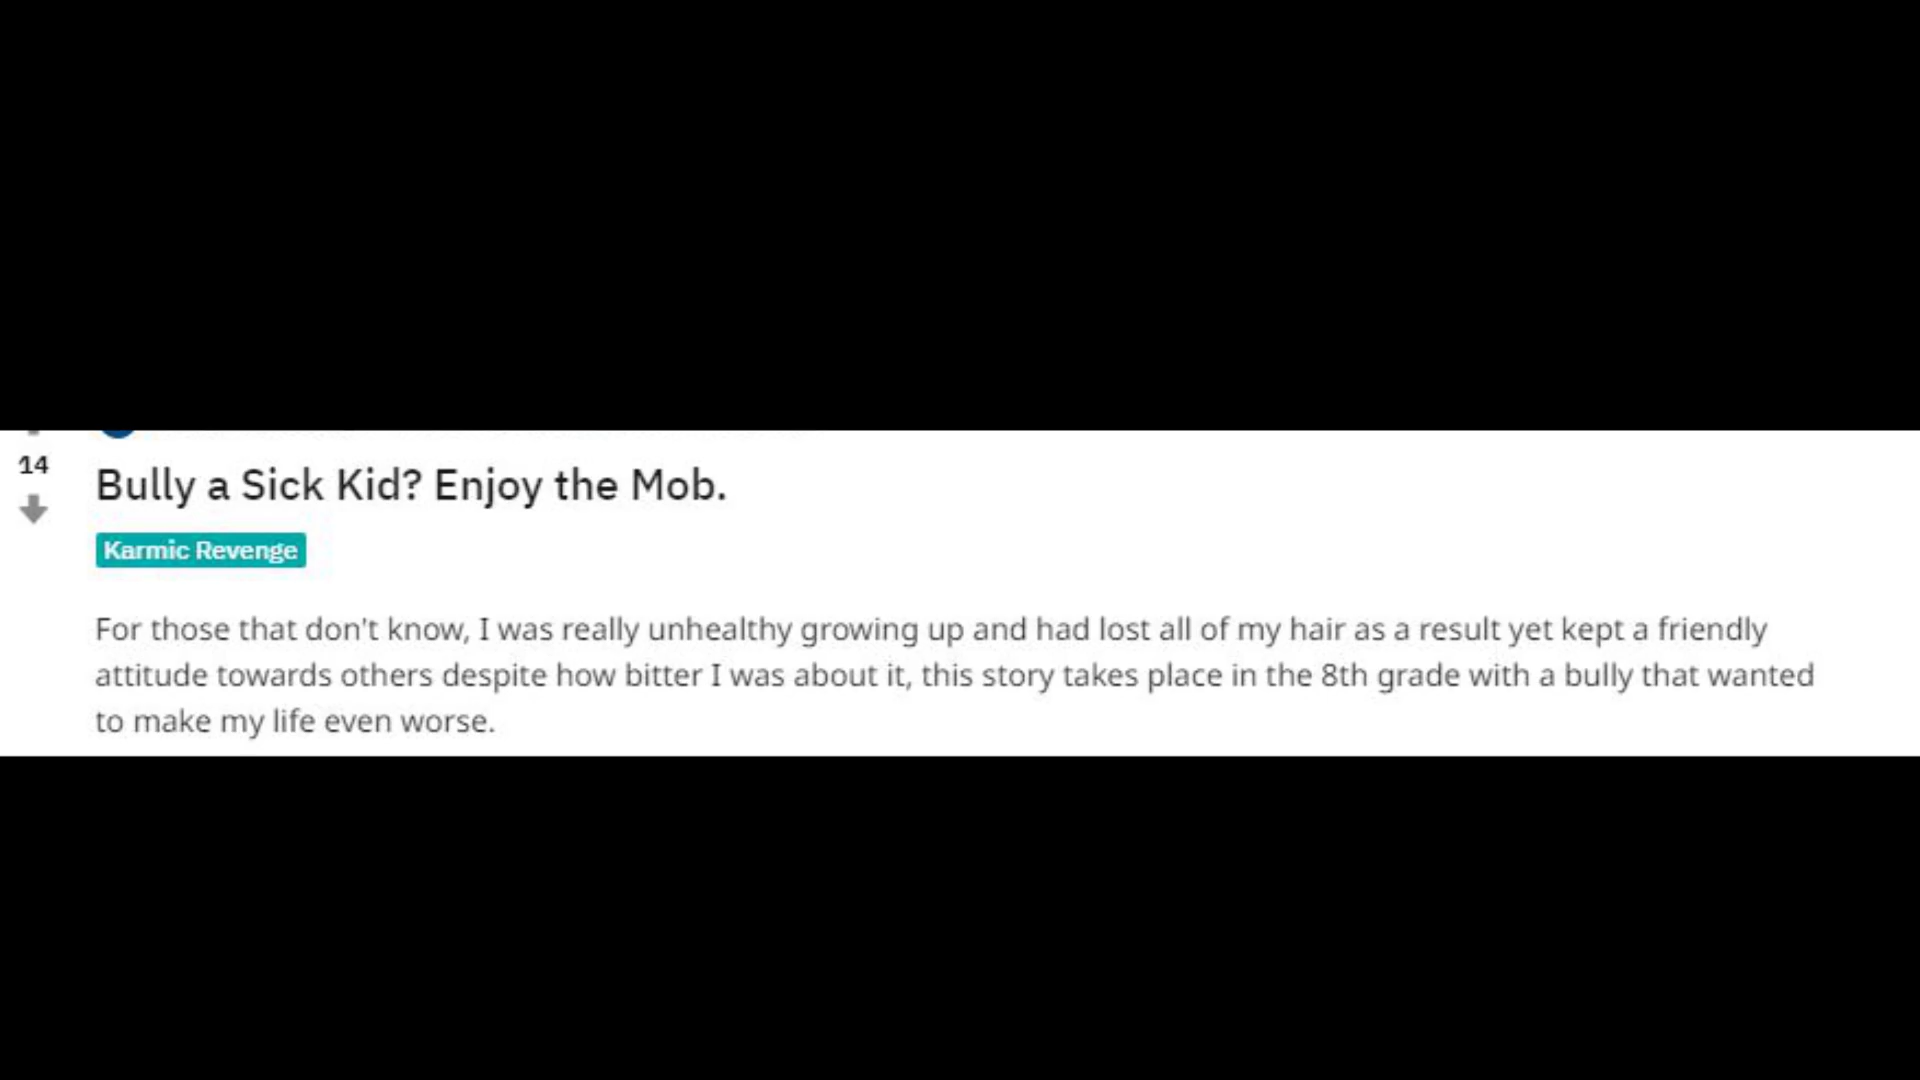 14
Bully a Sick Kid? Enjoy the Mob.
Karmic Revenge
For those that don't know, I was really unhealthy growing up and had lost all of my hair as a result yet kept a friendly
attitude towards others despite how bitter I was about it, this story takes place in the 8th grade with a bully that wanted
to make my life even worse.